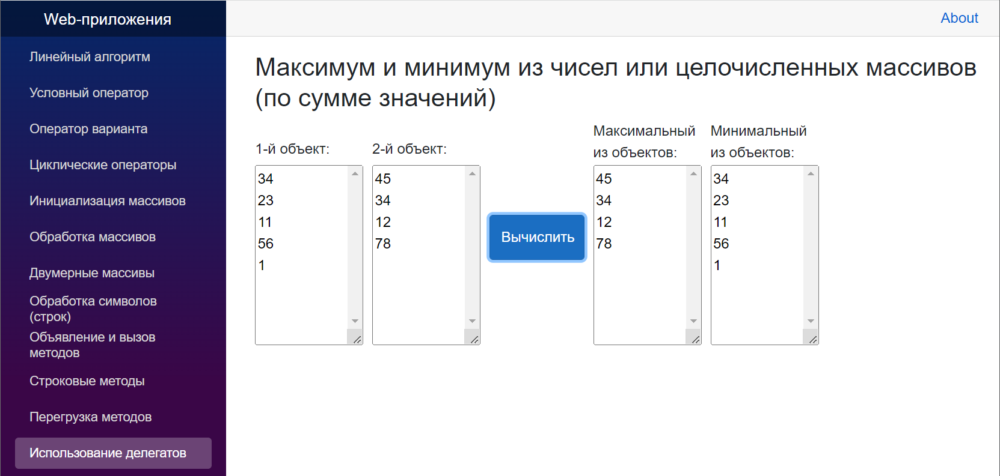 Web-приложения
About
Линейный алгоритм
Условный оператор
Оператор варианта
Циклические операторы
Инициализация массивов
Обработка массивов
Двумерные массивы
Обработка символов
(строк)
Объявление и вызов
методов
Строковые методы
Перегрузка методов
Использование делегатов
Максимум и минимум из чисел или целочисленных массивов
(по сумме значений)
1-й объект:
34
23
11
56
1
2-й объект:
45
34
12
78
Вычислить
Максимальный
из объектов:
45
34
12
78
Минимальный
из объектов:
34
23
11
56
1